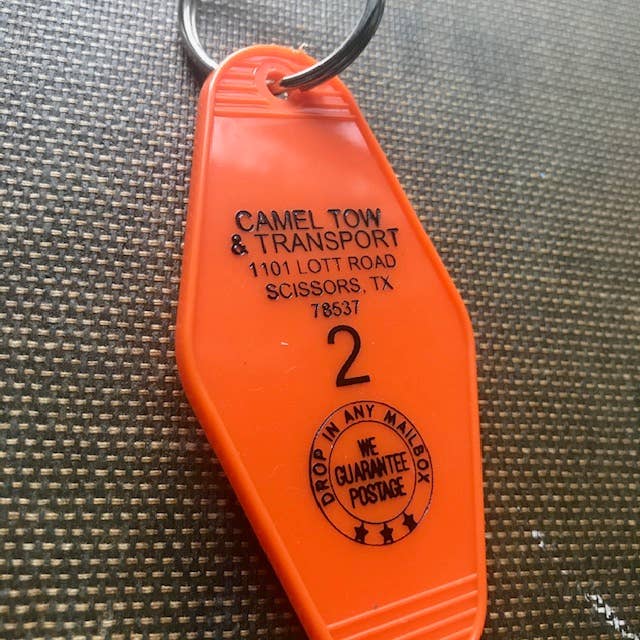 CAMEL TOW
& TRANSPORT
1101 LOTT ROAD
SCISSORS, TX
78537
2
DROP IN ANY MAILBOX
WE
GUARANTEE
POSTAGE